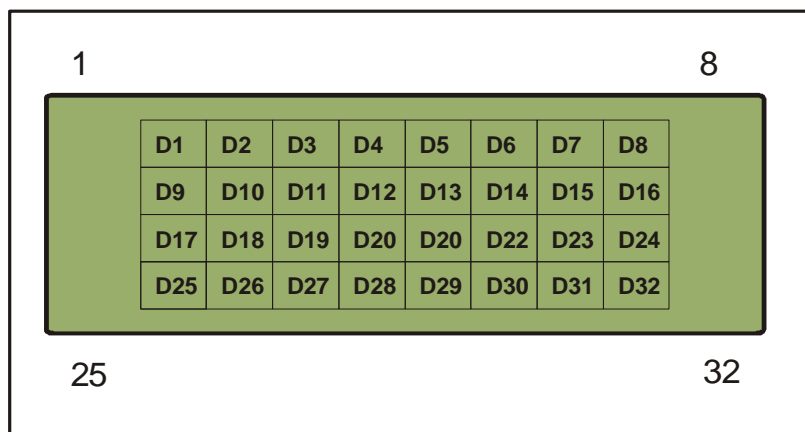 1 8
D1 D2 D3 D4 D5 D6 D7 D8
D9 D10 D11 D12 D13 D14 D15 D16
D17 D18 D19 D20 D20 D22 D23 D24
D25 D26 D27 D28 D29 D30 D31 D32
25 32